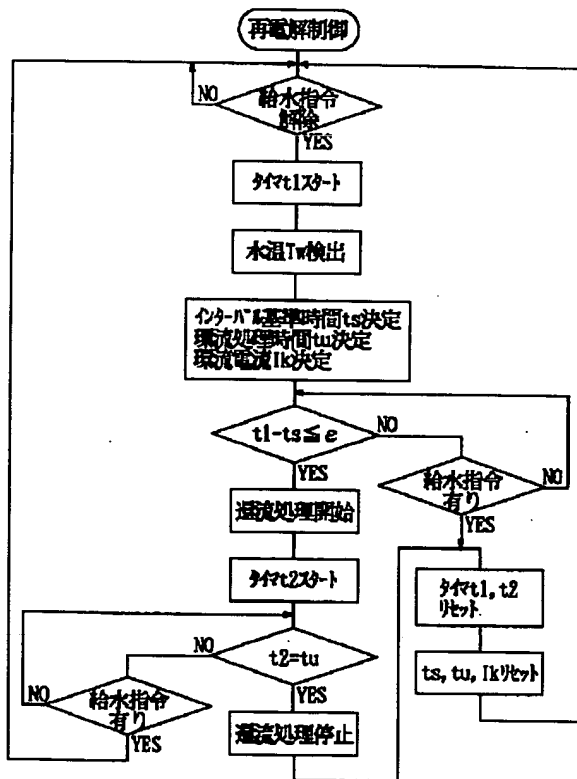 再電解制御
給水指令
解除
NO
YES
タイマt1スタート
水温Tw検出
インターバル基準時間ts決定
環流処理時間tu決定
環流電流Ik決定
t1-ts≦e
NO
YES
給水指令
有り
NO
YES
還流処理開始
タイマt2スタート
タイマt1,t2
リセット
t2=tu
NO
YES
ts,tu,Ikリセット
給水指令
有り
NO
YES
還流処理停止